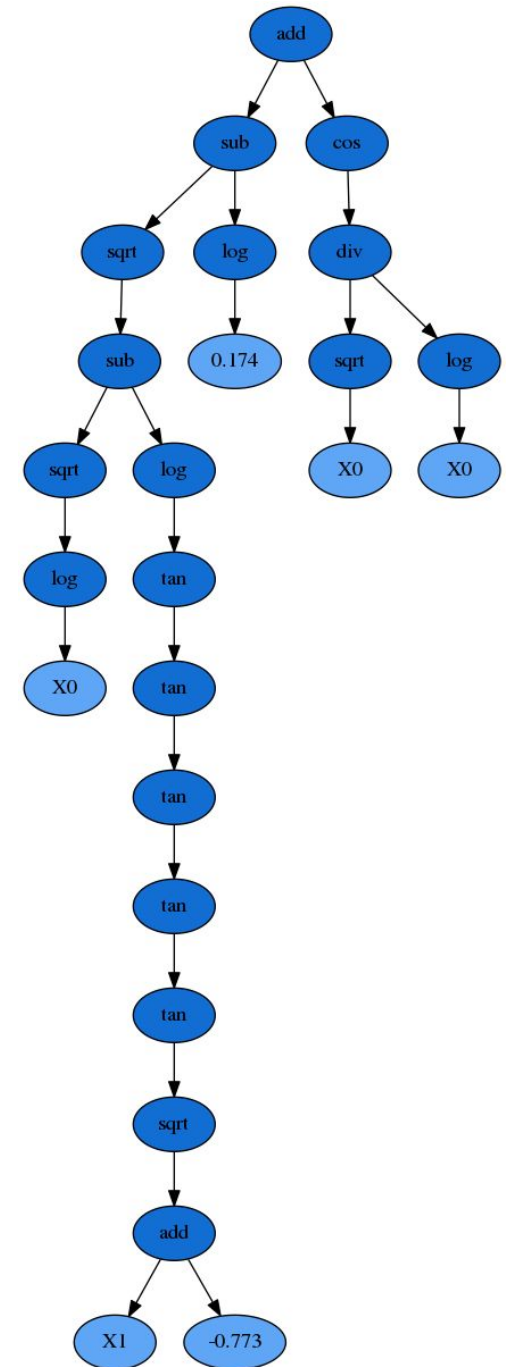 add
sub cos
sqrt log div
sub 0.174 sqrt log
sqrt log X0 X0
log tan
X0 tan
tan
tan
tan
sqrt
add
X1 -0.773